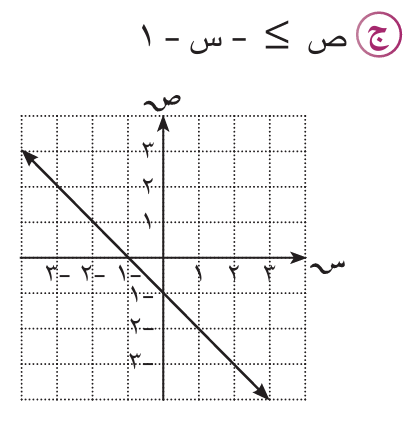 ج ص ≤ - س - ١
ص
٣
٢
١
س
٣ ٢ ١ -١ -٢ -٣
-١
-٢
-٣